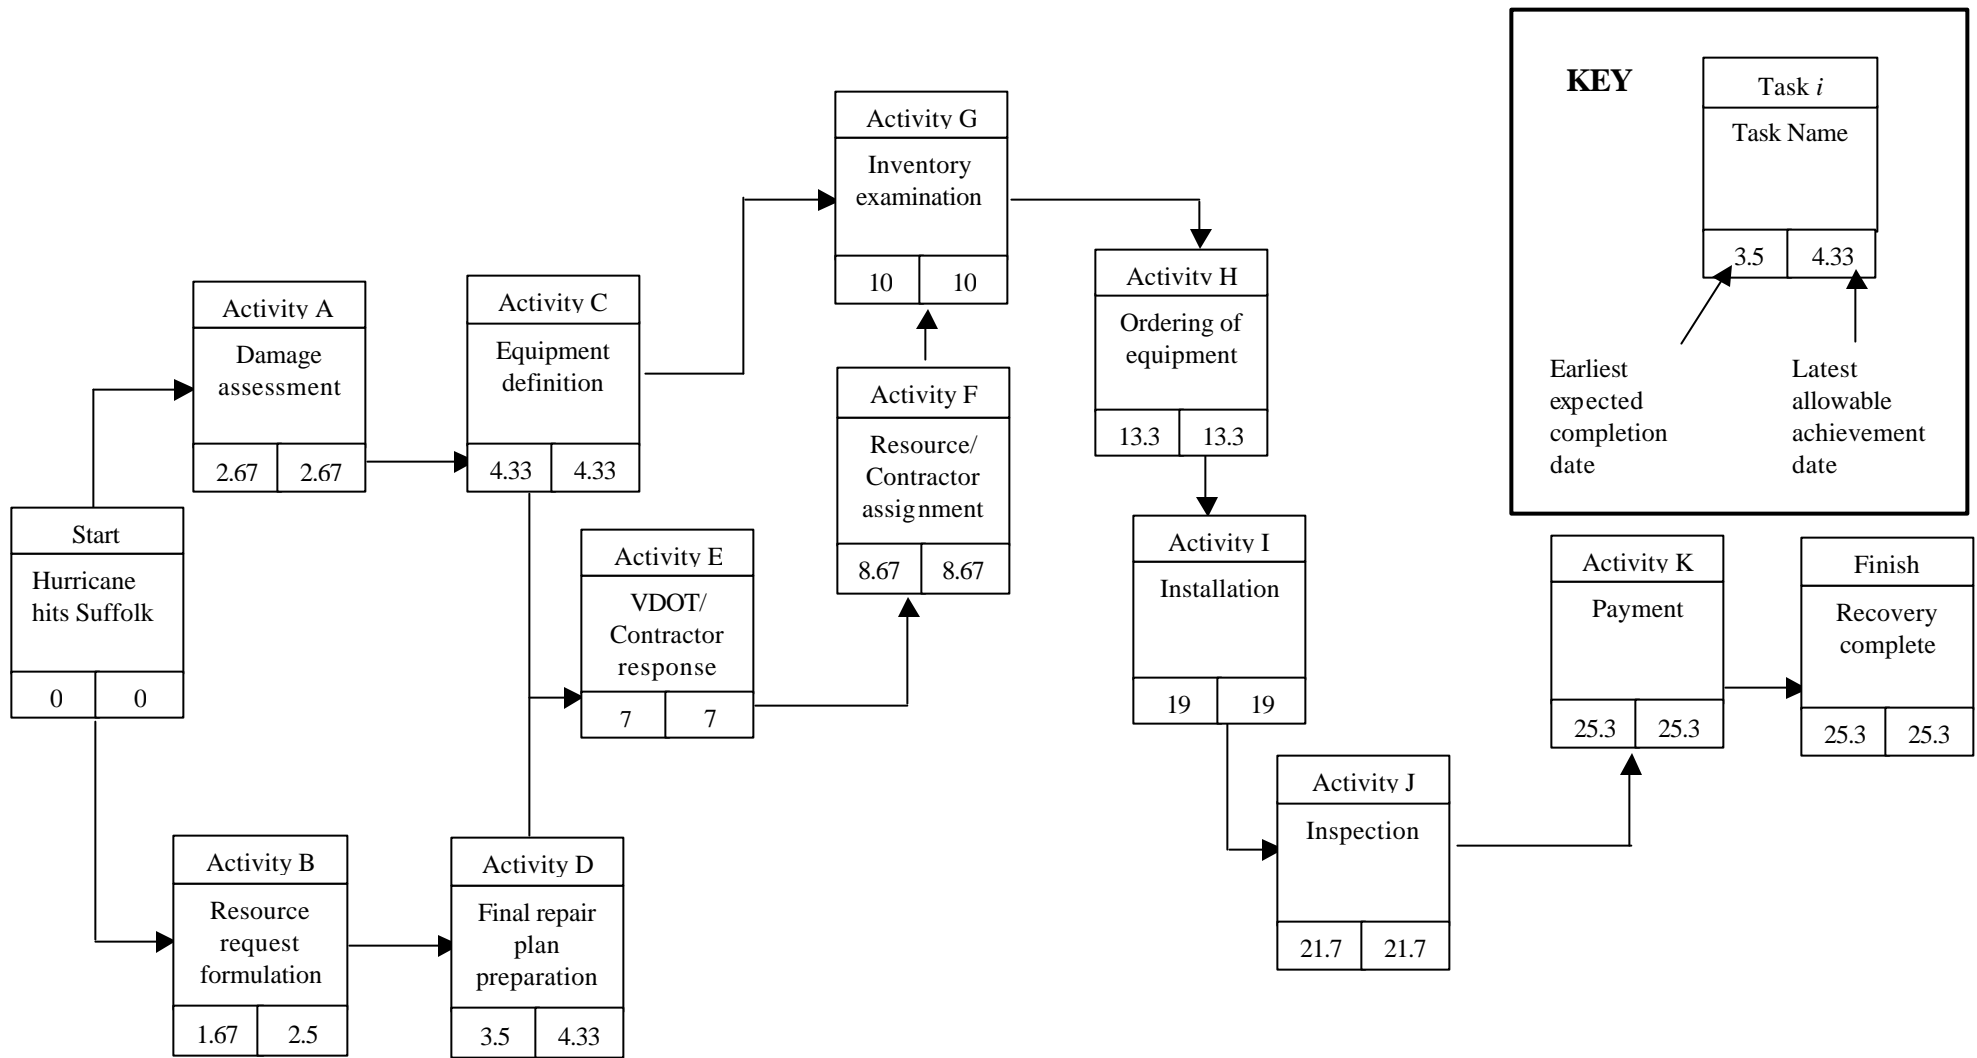 Start
Hurricane
hits Suffolk
0 0
Activity A
Damage
assessment
2.67 2.67
Activity B
Resource
request
formulation
1.67 2.5
Activity C
Equipment
definition
4.33 4.33
Activity D
Final repair
plan
preparation
3.5 4.33
Activity E
VDOT/
Contractor
response
7 7
Activity F
Resource/
Contractor
assignment
8.67 8.67
Activity G
Inventory
examination
10 10
Activity H
Ordering of
equipment
13.3 13.3
Activity I
Installation
19 19
Activity J
Inspection
21.7 21.7
Activity K
Payment
25.3 25.3
Finish
Recovery
complete
25.3 25.3
KEY
Task i
Task Name
3.5 4.33
Earliest
expected
completion
date
Latest
allowable
achievement
date